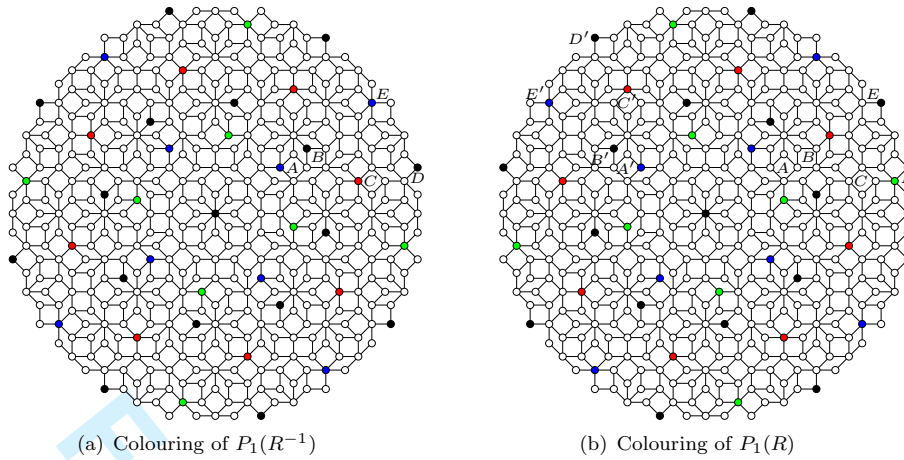 E
A
B
C
D
(a) Colouring of P₁(R⁻¹)
D′
E′
C′
B′
A′
E
B
A
C
(b) Colouring of P₁(R)